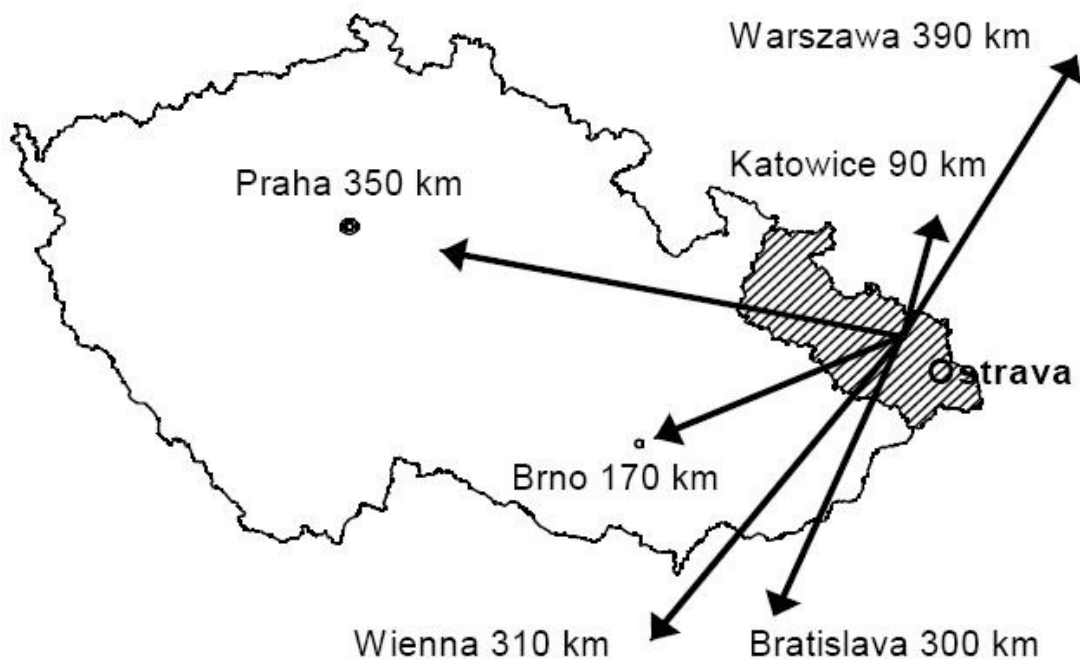 Warszawa 390 km
Katowice 90 km
Praha 350 km
Ostrava
Brno 170 km
Wienna 310 km
Bratislava 300 km